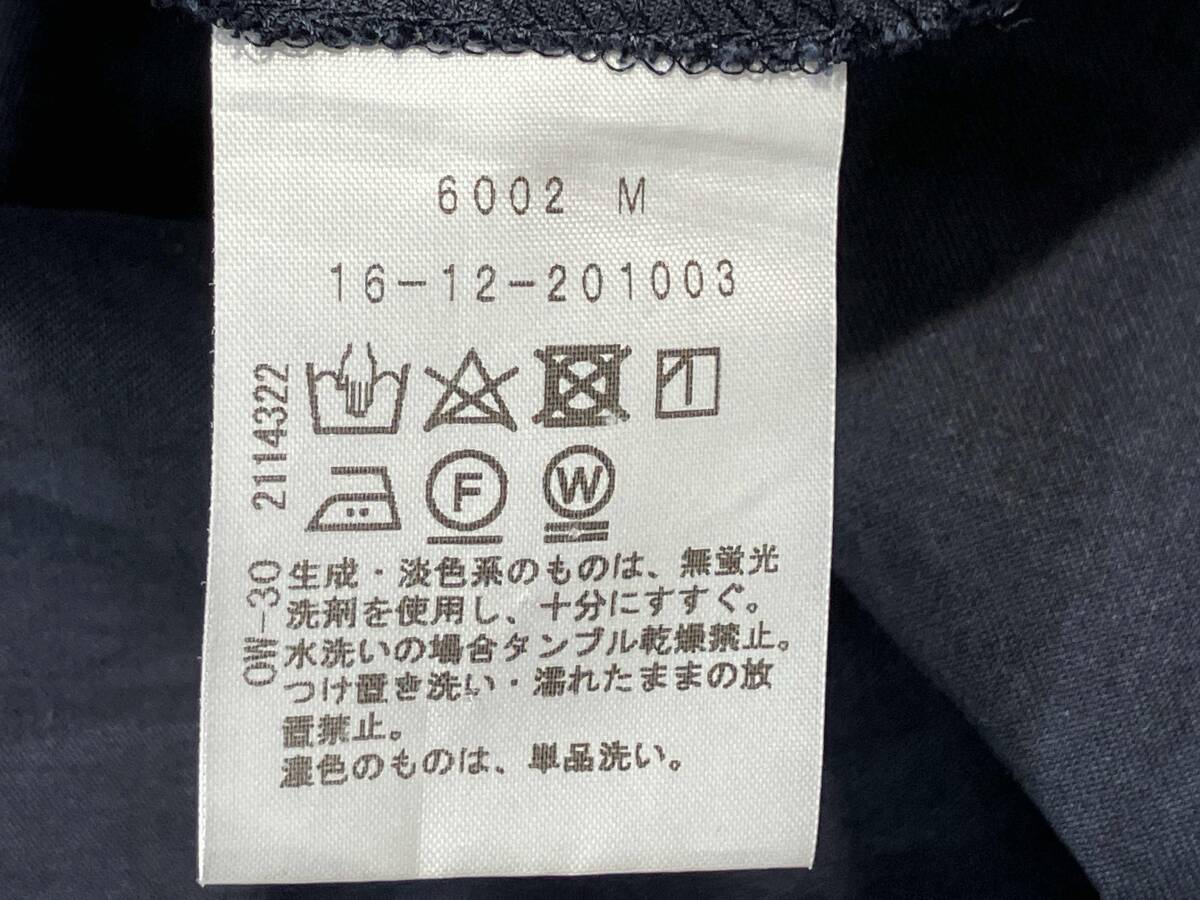 6002 M
16-12-201003
2114322
F
W
QW-30
生成・淡色系のものは、無蛍光
洗剤を使用し、十分にすすぐ。
水洗いの場合タンブル乾燥禁止。
つけ置き洗い・濡れたままの放
置禁止。
濃色のものは、単品洗い。